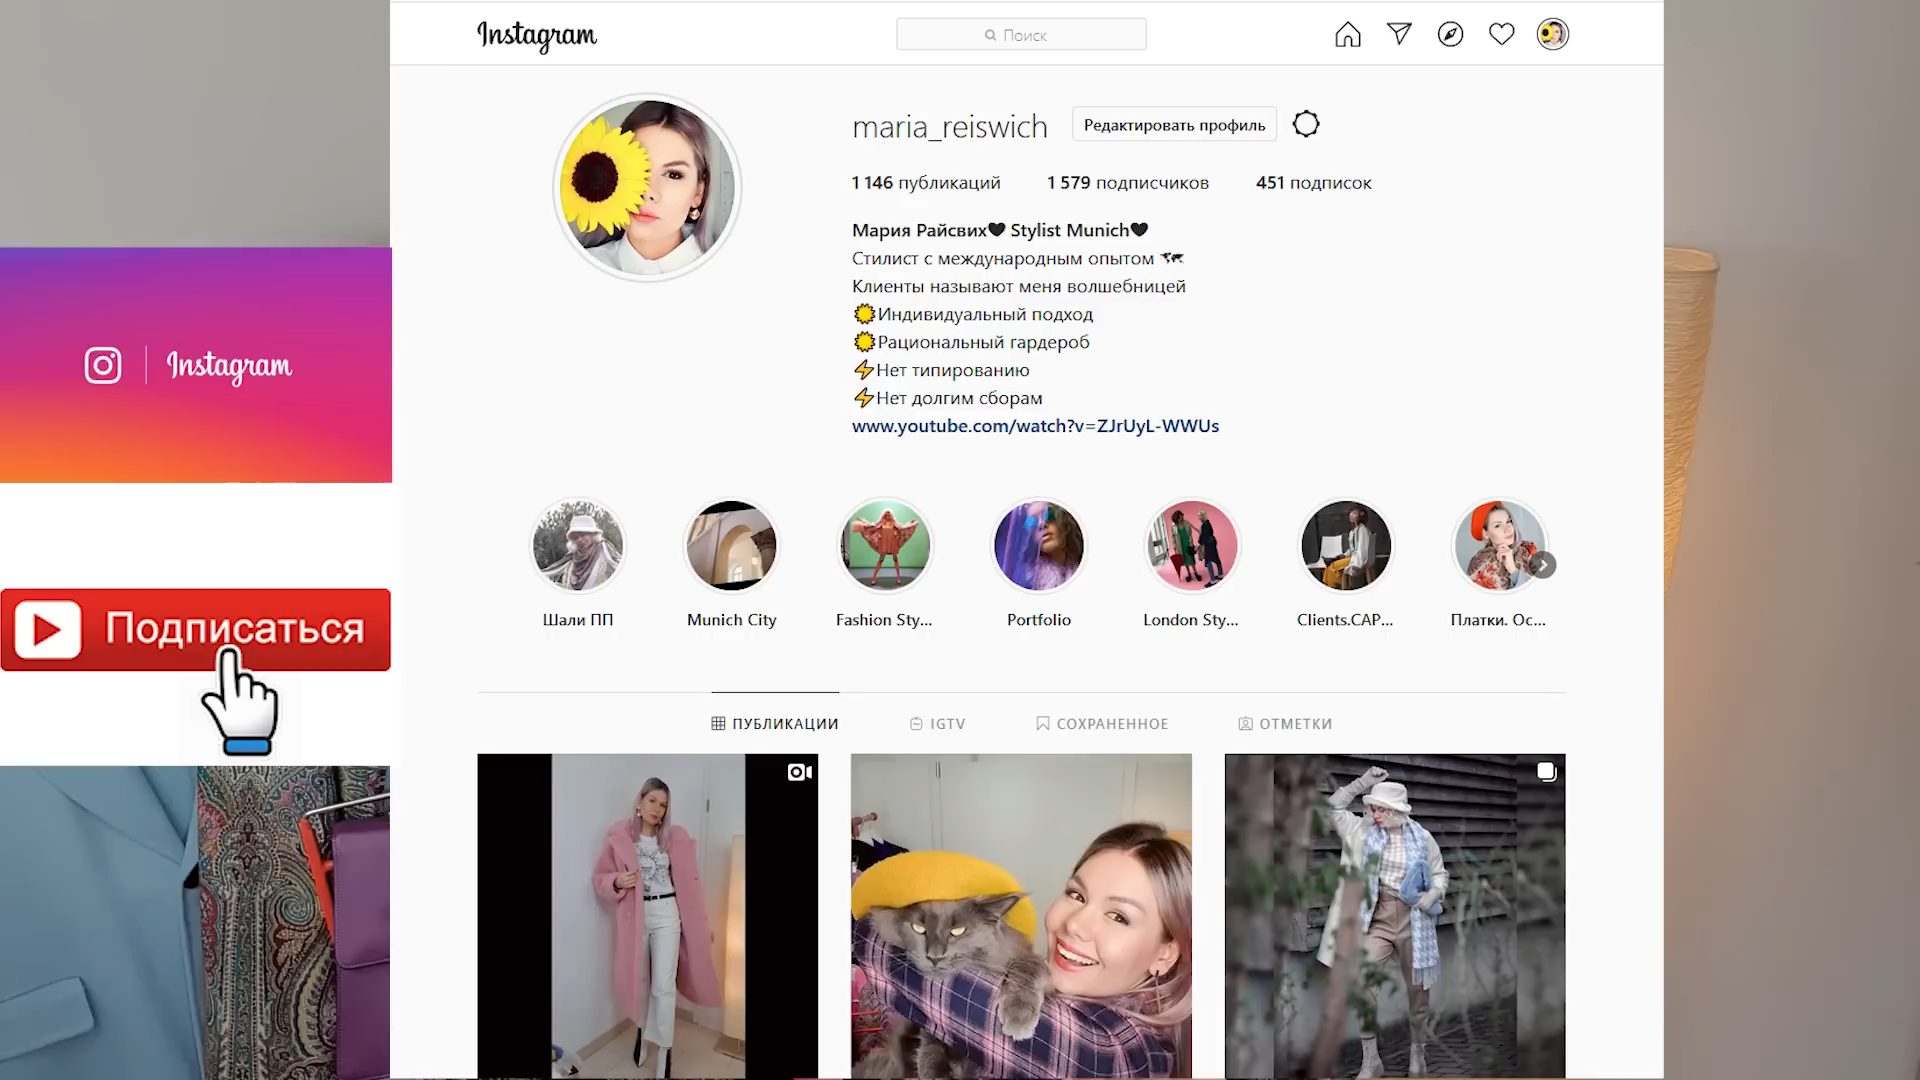 Instagram
Поиск
maria_reiswich
Редактировать профиль
1 146 публикаций
1 579 подписчиков
451 подписок
Мария Райсвих🖤 Stylist Munich🖤
Стилист с международным опытом
Клиенты называют меня волшебницей
Индивидуальный подход
Рациональный гардероб
⚡Нет типированию
⚡Нет долгим сборам
www.youtube.com/watch?v=ZJrUyL-WWUs
Instagram
Шали ПП
Munich City
Fashion Sty...
Portfolio
London Sty...
Clients.CAP...
Платки. Ос...
Подписаться
ПУБЛИКАЦИИ
IGTV
СОХРАНЕННОЕ
ОТМЕТКИ